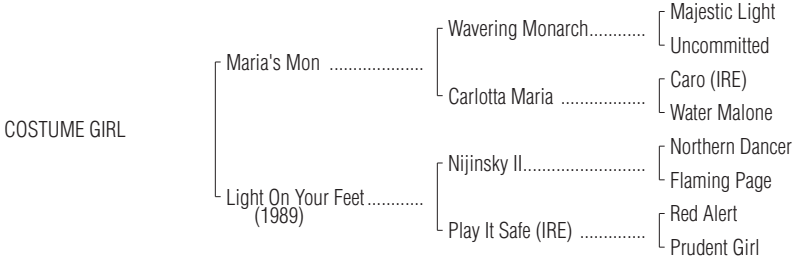 Majestic Light
Wavering Monarch............
Uncommitted
Maria's Mon ....................
Caro (IRE)
Carlotta Maria ..................
Water Malone
COSTUME GIRL
Northern Dancer
Nijinsky II.........................
Flaming Page
Light On Your Feet............
(1989)
Red Alert
Play It Safe (IRE) ..............
Prudent Girl